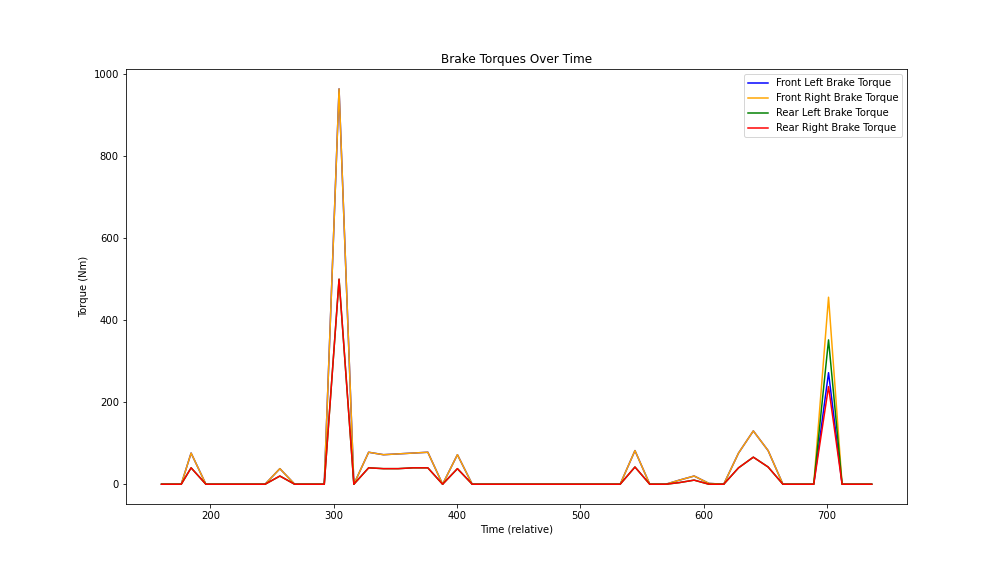 Brake Torques Over Time
1000
800
600
400
200
0
Torque (Nm)
Front Left Brake Torque
Front Right Brake Torque
Rear Left Brake Torque
Rear Right Brake Torque
200 300 400 500 600 700
Time (relative)